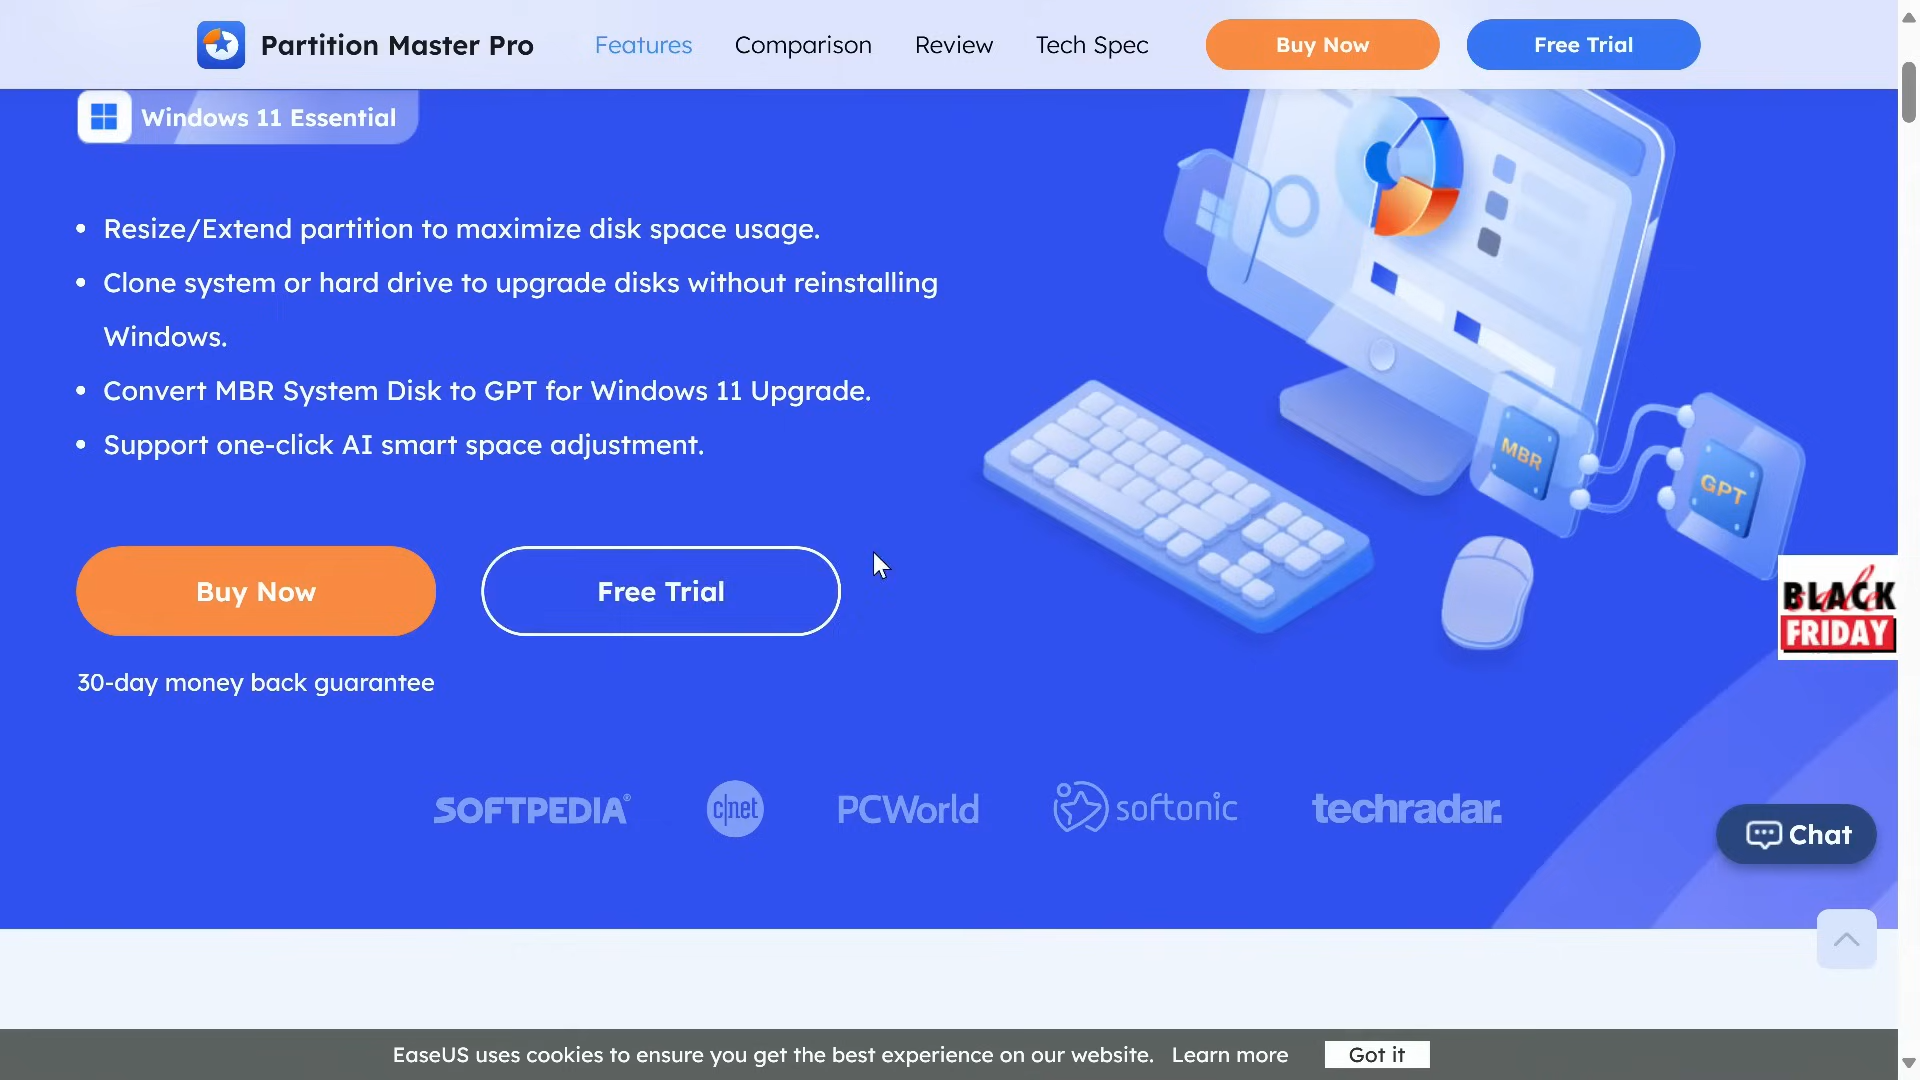 Partition Master Pro
Features
Comparison
Review
Tech Spec
Buy Now
Free Trial
Windows 11 Essential
Resize/Extend partition to maximize disk space usage.
Clone system or hard drive to upgrade disks without reinstalling
Windows.
Convert MBR System Disk to GPT for Windows 11 Upgrade.
Support one-click AI smart space adjustment.
MBR
GPT
Buy Now
Free Trial
BLACK
sale
FRIDAY
30-day money back guarantee
SOFTPEDIA®
c|net
PCWorld
softonic
techradar.
Chat
EaseUS uses cookies to ensure you get the best experience on our website. Learn more
Got it